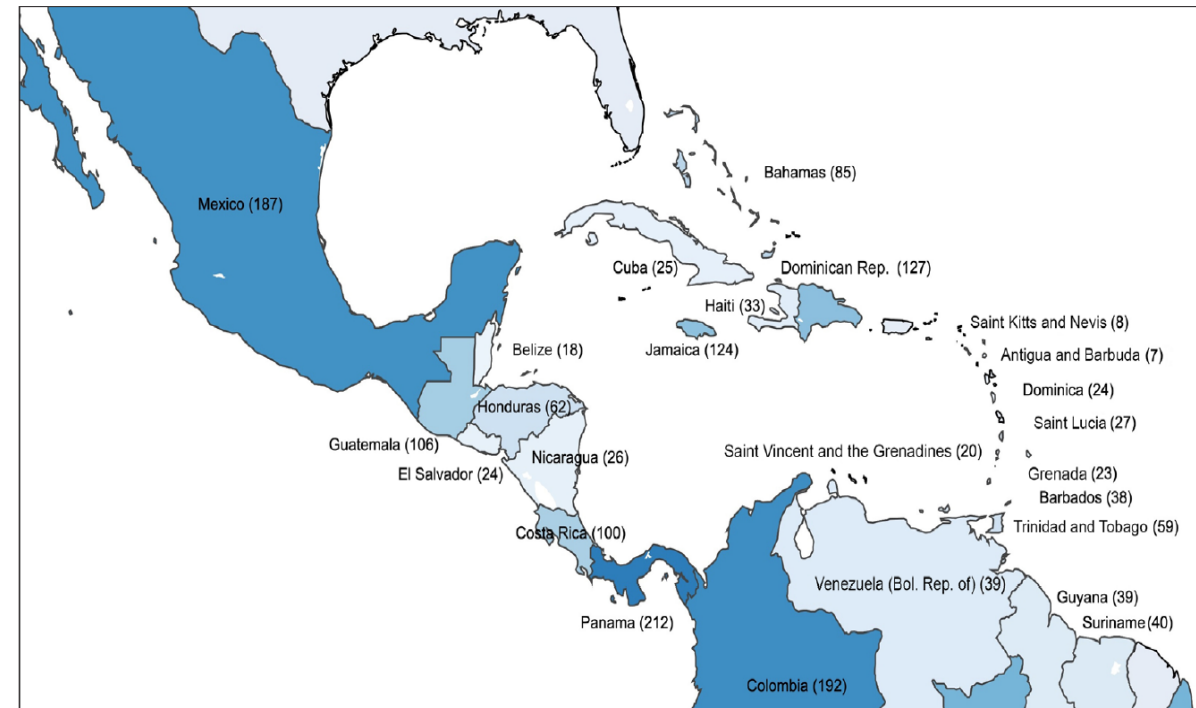 Bahamas (85)
Mexico (187)
Cuba (25)
Dominican Rep. (127)
Haiti (33)
Saint Kitts and Nevis (8)
Jamaica (124)
Belize (18)
Antigua and Barbuda (7)
Dominica (24)
Honduras (62)
Saint Lucia (27)
Guatemala (106)
Saint Vincent and the Grenadines (20)
Nicaragua (26)
El Salvador (24)
Grenada (23)
Barbados (38)
Costa Rica (100)
Trinidad and Tobago (59)
Venezuela (Bol. Rep. of) (39)
Guyana (39)
Panama (212)
Suriname (40)
Colombia (192)